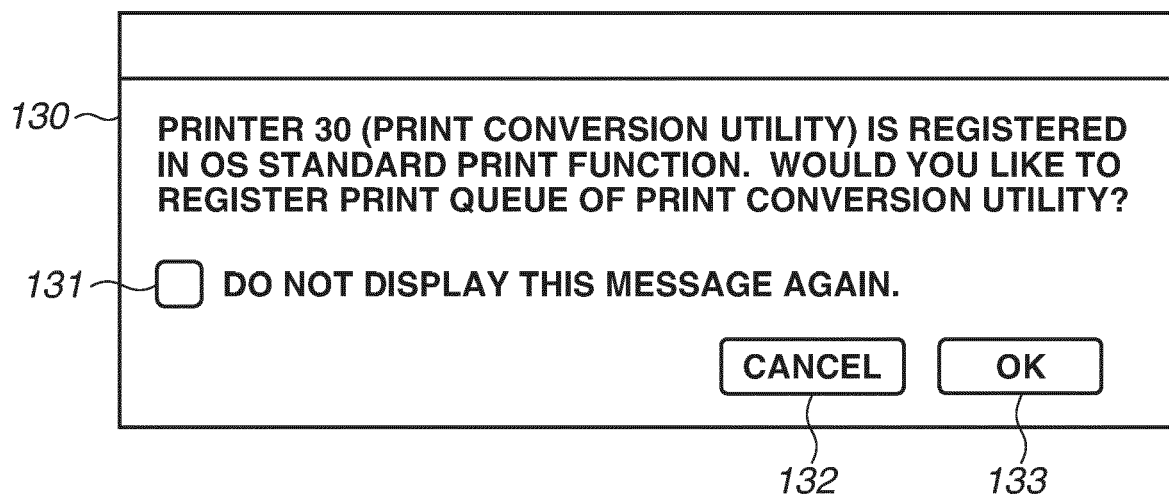 130
PRINTER 30 (PRINT CONVERSION UTILITY) IS REGISTERED
IN OS STANDARD PRINT FUNCTION. WOULD YOU LIKE TO
REGISTER PRINT QUEUE OF PRINT CONVERSION UTILITY?
131 DO NOT DISPLAY THIS MESSAGE AGAIN.
CANCEL OK
132 133